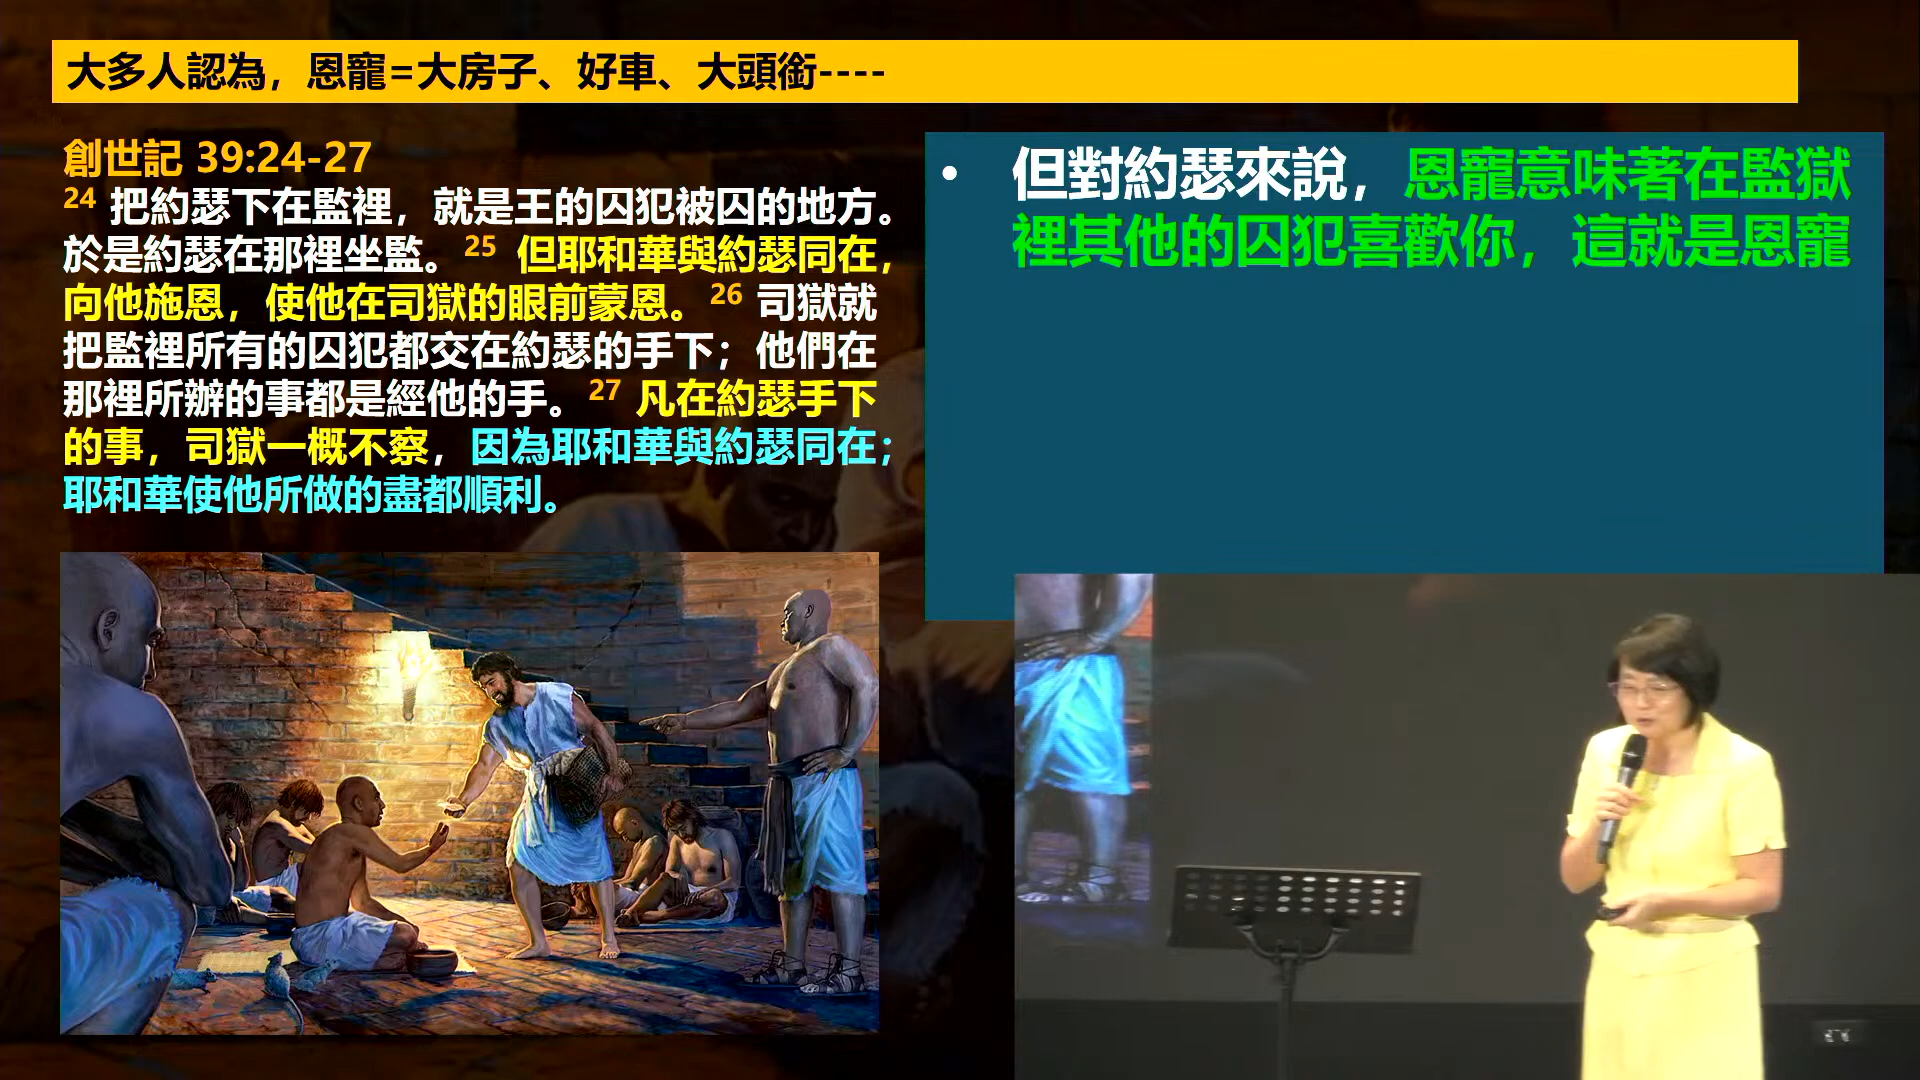 大多人認為，恩寵=大房子、好車、大頭銜----
創世記 39:24-27
24 把約瑟下在監裡，就是王的囚犯被囚的地方。
於是約瑟在那裡坐監。25 但耶和華與約瑟同在，
向他施恩，使他在司獄的眼前蒙恩。26 司獄就
把監裡所有的囚犯都交在約瑟的手下；他們在
那裡所辦的事都是經他的手。27 凡在約瑟手下
的事，司獄一概不察，因為耶和華與約瑟同在；
耶和華使他所做的盡都順利。
• 但對約瑟來說，恩寵意味著在監獄
裡其他的囚犯喜歡你，這就是恩寵